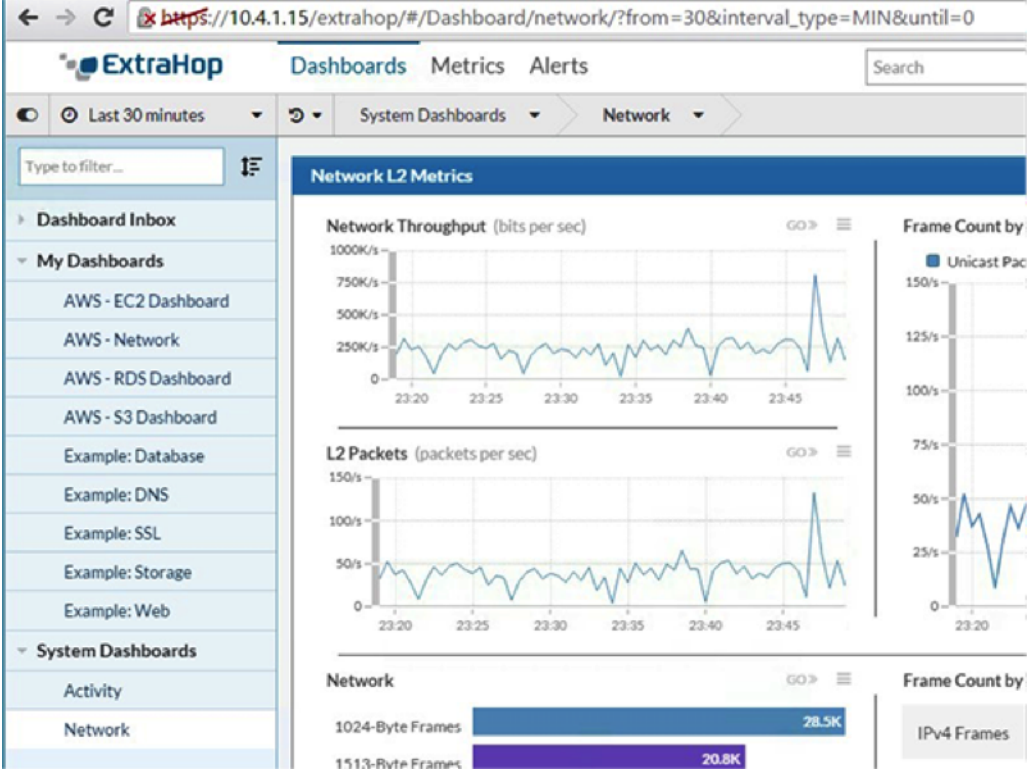 https://10.4.1.15/extrahop/#/Dashboard/network/?from=30&interval_type=MIN&until=0
ExtraHop
Dashboards Metrics Alerts
Search
Last 30 minutes
System Dashboards
Network
Type to filter...
Dashboard Inbox
My Dashboards
AWS - EC2 Dashboard
AWS - Network
AWS - RDS Dashboard
AWS - S3 Dashboard
Example: Database
Example: DNS
Example: SSL
Example: Storage
Example: Web
System Dashboards
Activity
Network
Network L2 Metrics
Network Throughput (bits per sec)
GO»
1000K/s
750K/s
500K/s
250K/s
0
23:20 23:25 23:30 23:35 23:40 23:45
L2 Packets (packets per sec)
GO»
150/s
100/s
50/s
0
23:20 23:25 23:30 23:35 23:40 23:45
Network
GO»
1024-Byte Frames 28.5K
1513-Byte Frames 20.8K
Frame Count by
Unicast Pac
150/s
125/s
100/s
75/s
50/s
25/s
0
23:20
Frame Count by
IPv4 Frames